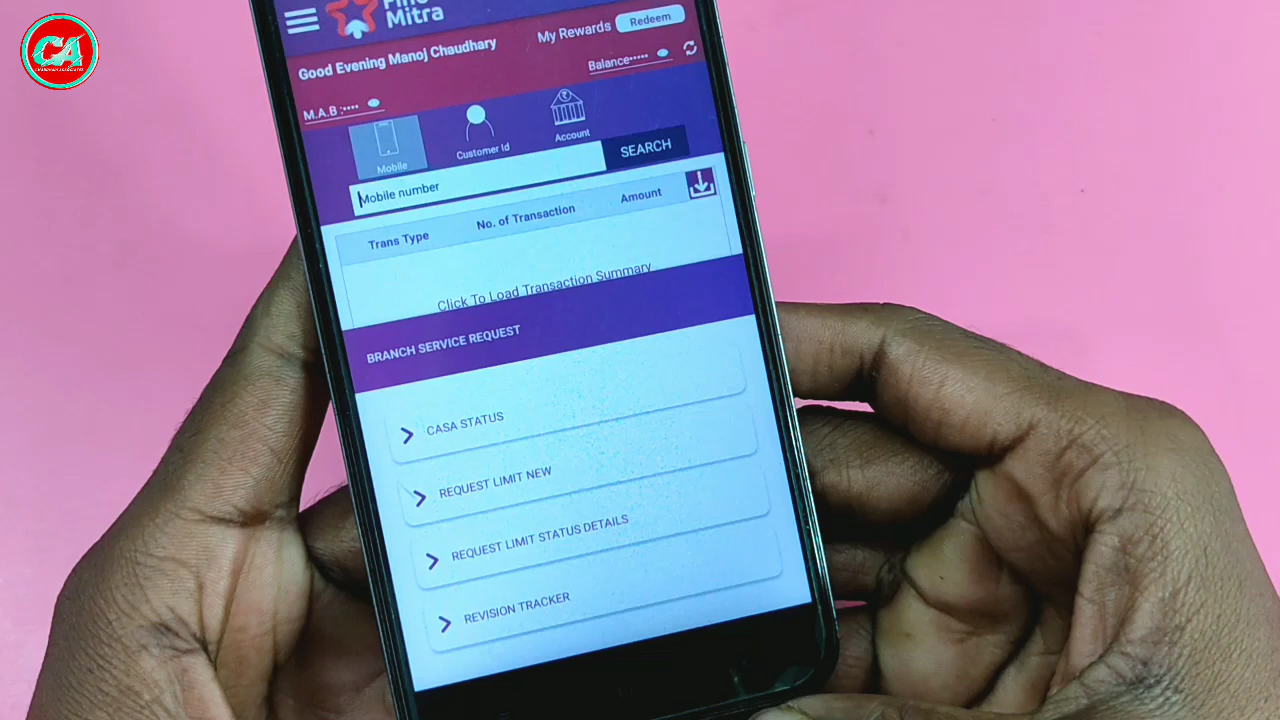 CA
Mitra
My Rewards Redeem
Good Evening Manoj Chaudhary
Balance•••••
M.A.B :••••
Mobile
Customer Id
Account
Mobile number
SEARCH
Trans Type No. of Transaction Amount
Click To Load Transaction Summary
BRANCH SERVICE REQUEST
CASA STATUS
REQUEST LIMIT NEW
REQUEST LIMIT STATUS DETAILS
REVISION TRACKER